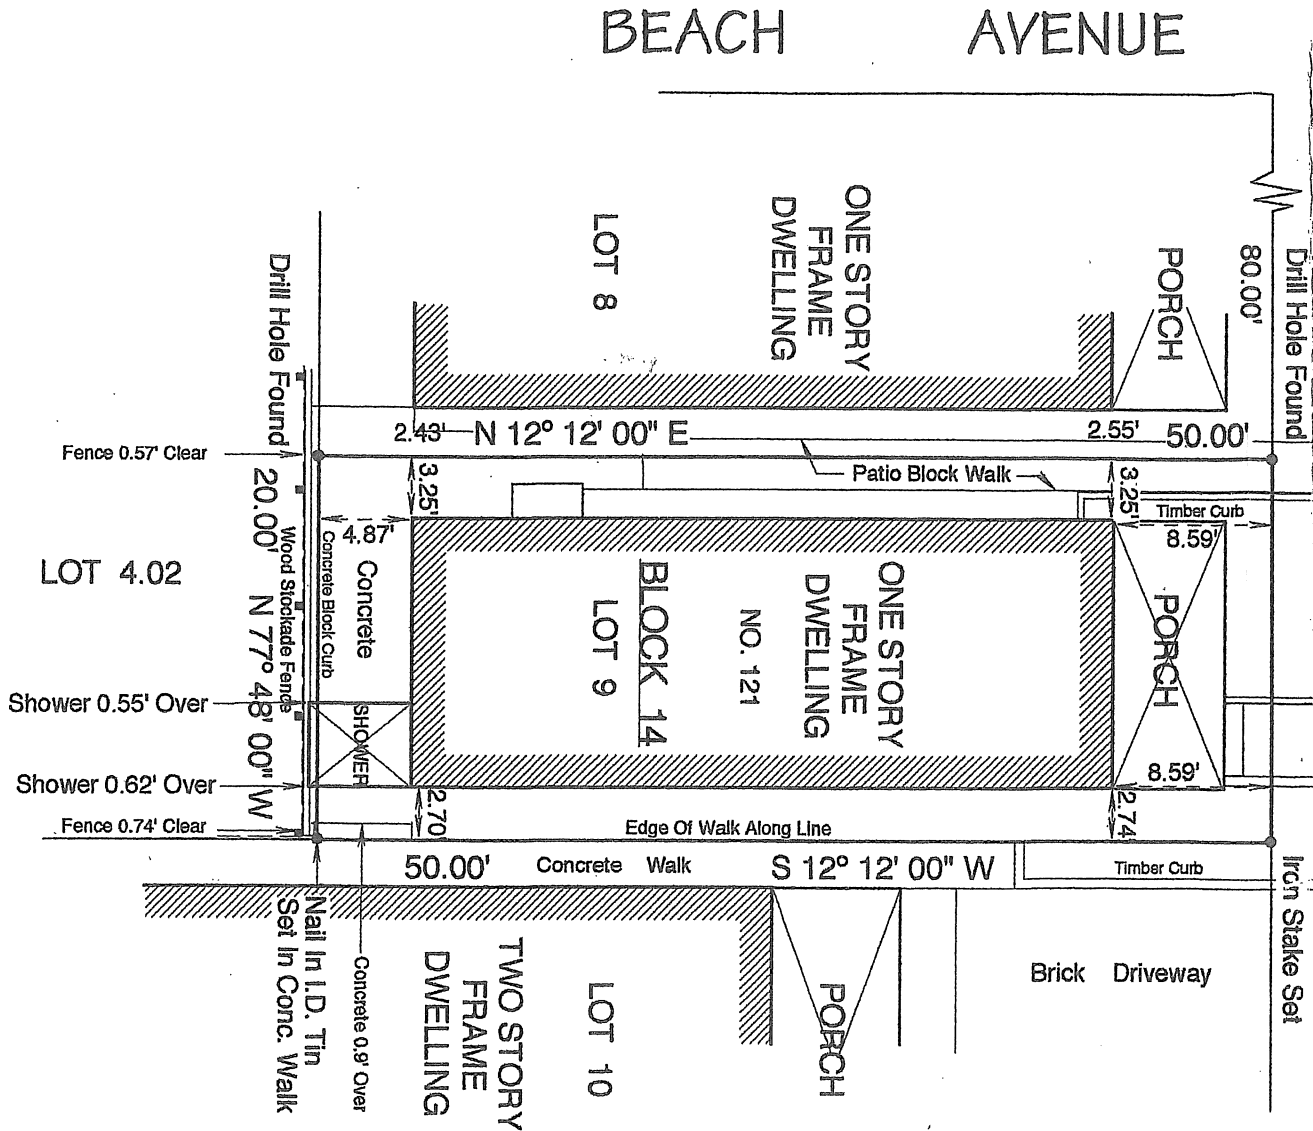 BEACH AVENUE
ONE STORY
FRAME
DWELLING
LOT 8
PORCH
80.00'
Drill Hole Found
Drill Hole Found
2.43'
N 12° 12' 00" E
2.55'
50.00'
Fence 0.57' Clear
Patio Block Walk
3.25'
3.25'
Timber Curb
20.00'
N 77° 48' 00" W
Wood Stockade Fence
Concrete Block Curb
4.87'
8.59'
Concrete
LOT 4.02
ONE STORY
FRAME
DWELLING
NO. 121
BLOCK 14
LOT 9
PORCH
Shower 0.55' Over
SHOWER
Shower 0.62' Over
8.59'
2.70'
2.74'
Fence 0.74' Clear
Edge Of Walk Along Line
50.00'
Concrete Walk
S 12° 12' 00" W
Timber Curb
Iron Stake Set
Nail In I.D. Tin
Set In Conc. Walk
Concrete 0.9' Over
TWO STORY
FRAME
DWELLING
LOT 10
PORCH
Brick Driveway